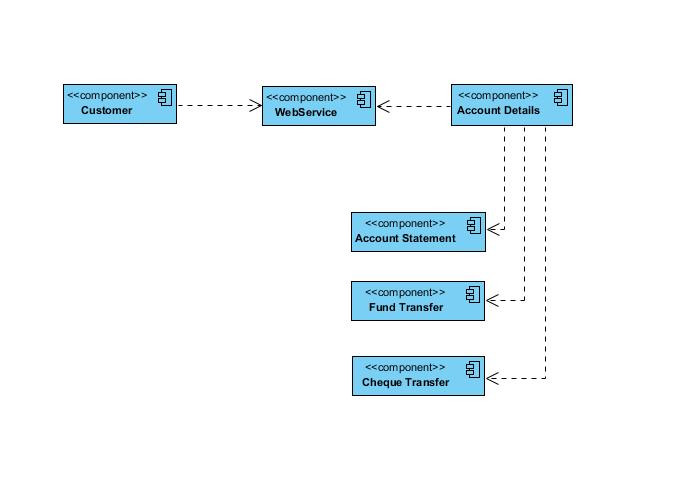 <<component>>
Customer
<<component>>
WebService
<<component>>
Account Details
<<component>>
Account Statement
<<component>>
Fund Transfer
<<component>>
Cheque Transfer